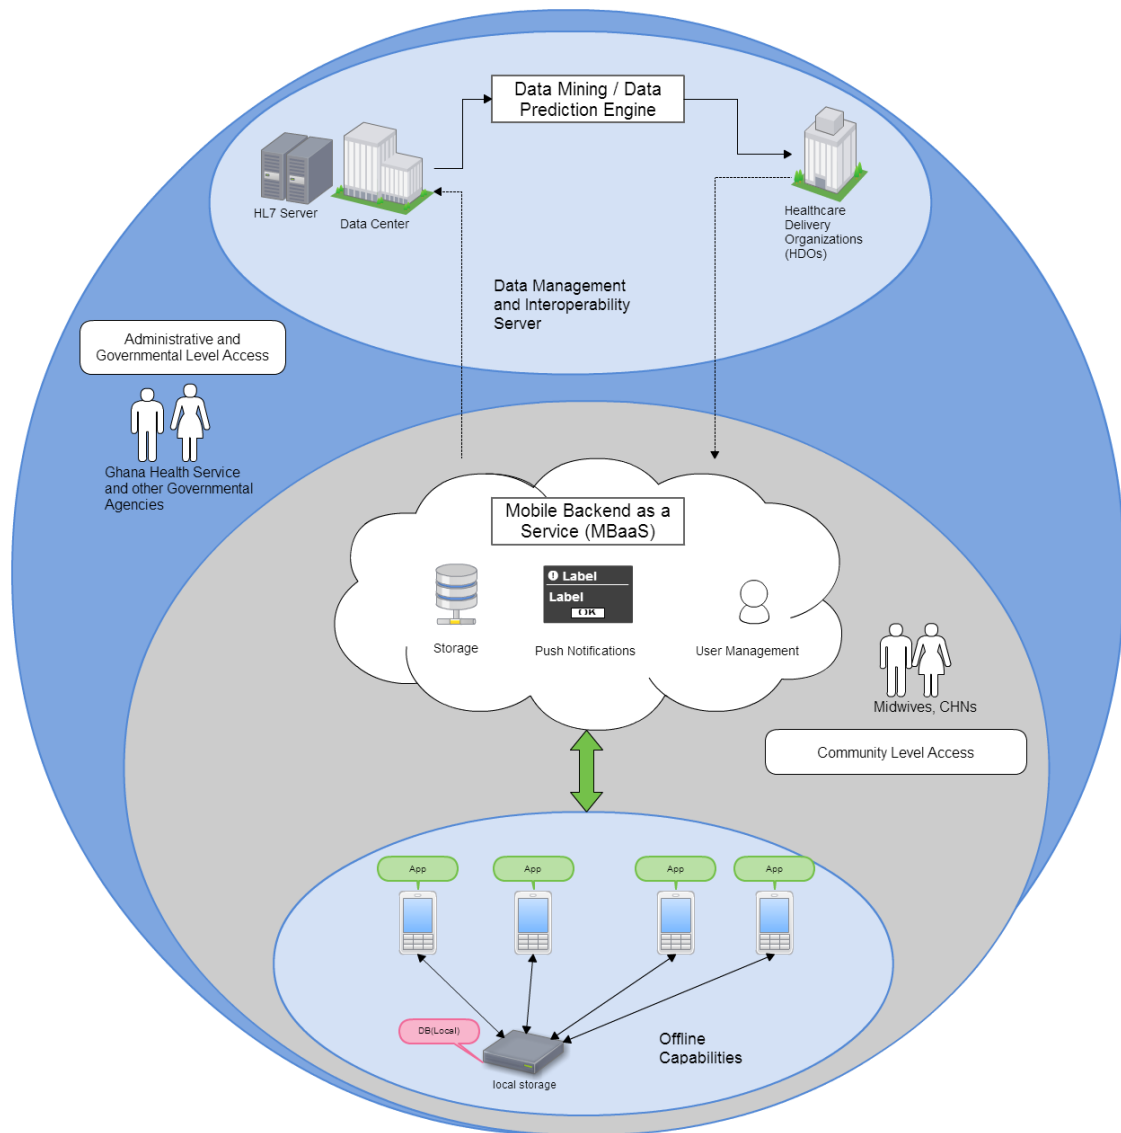 Data Mining / Data
Prediction Engine
HL7 Server
Data Center
Healthcare
Delivery
Organizations
(HDOs)
Data Management
and Interoperability
Server
Administrative and
Governmental Level Access
Ghana Health Service
and other Governmental
Agencies
Mobile Backend as a
Service (MBaaS)
Label
Label
OK
Storage
Push Notifications
User Management
Midwives, CHNs
Community Level Access
App
App
App
App
DB(Local)
local storage
Offline
Capabilities